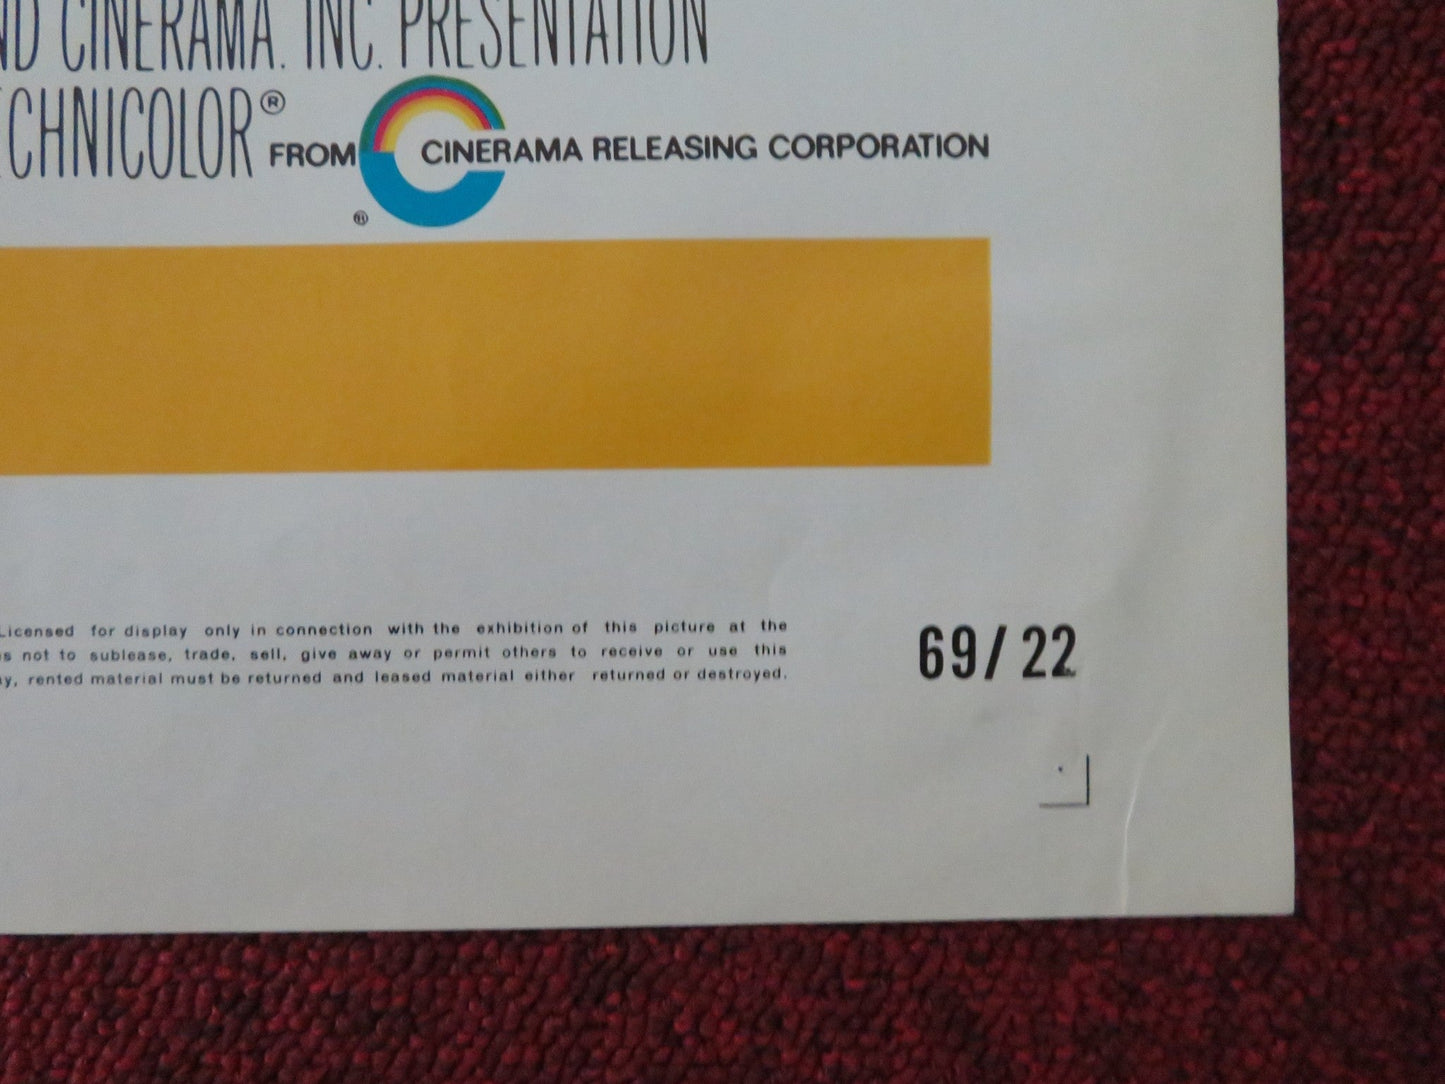 CINERAMA, INC. PRESENTATION
FROM CINERAMA RELEASING CORPORATION
Licensed for display only in connection with the exhibition of this picture at the
not to sublease, trade, sell, give away or permit others to receive or use this
rented material must be returned and leased material either returned or destroyed.
69/22